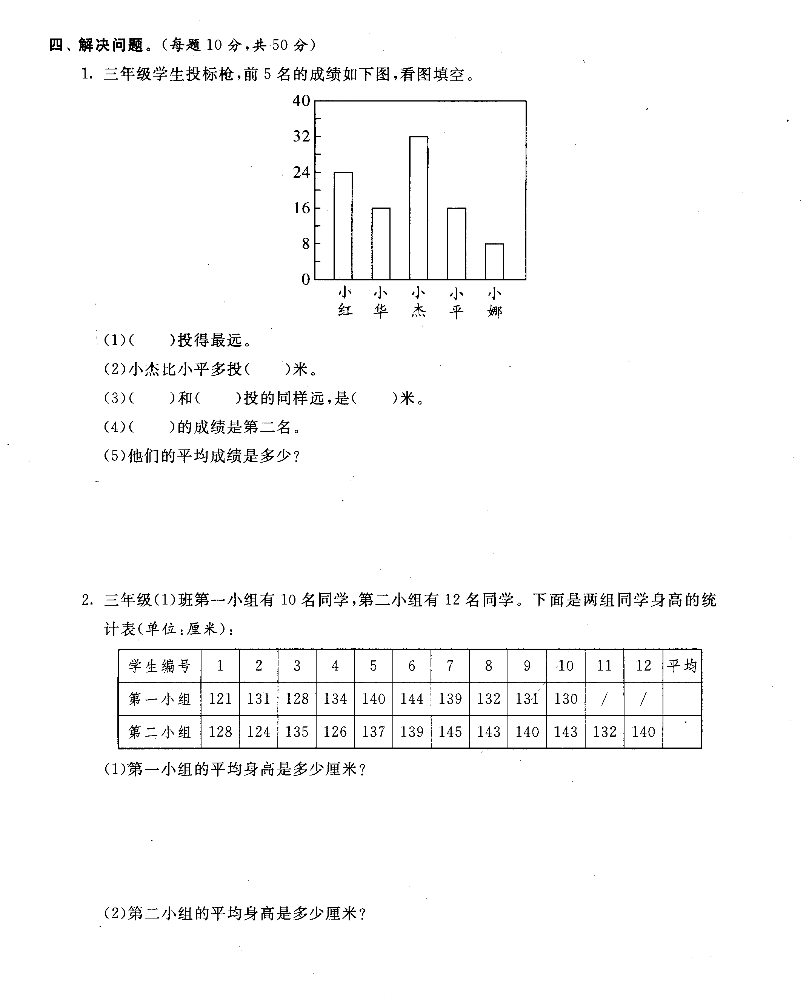 四、解决问题。(每题 10 分,共 50 分)
1. 三年级学生投标枪,前 5 名的成绩如下图,看图填空。
40
32
24
16
8
0
小红 小华 小杰 小平 小娜
(1)(    )投得最远。
(2)小杰比小平多投(    )米。
(3)(    )和(    )投的同样远,是(    )米。
(4)(    )的成绩是第二名。
(5)他们的平均成绩是多少?
2. 三年级(1)班第一小组有 10 名同学,第二小组有 12 名同学。下面是两组同学身高的统
计表(单位:厘米):
学生编号 1 2 3 4 5 6 7 8 9 10 11 12 平均
第一小组 121 131 128 134 140 144 139 132 131 130 / /
第二小组 128 124 135 126 137 139 145 143 140 143 132 140
(1)第一小组的平均身高是多少厘米?
(2)第二小组的平均身高是多少厘米?